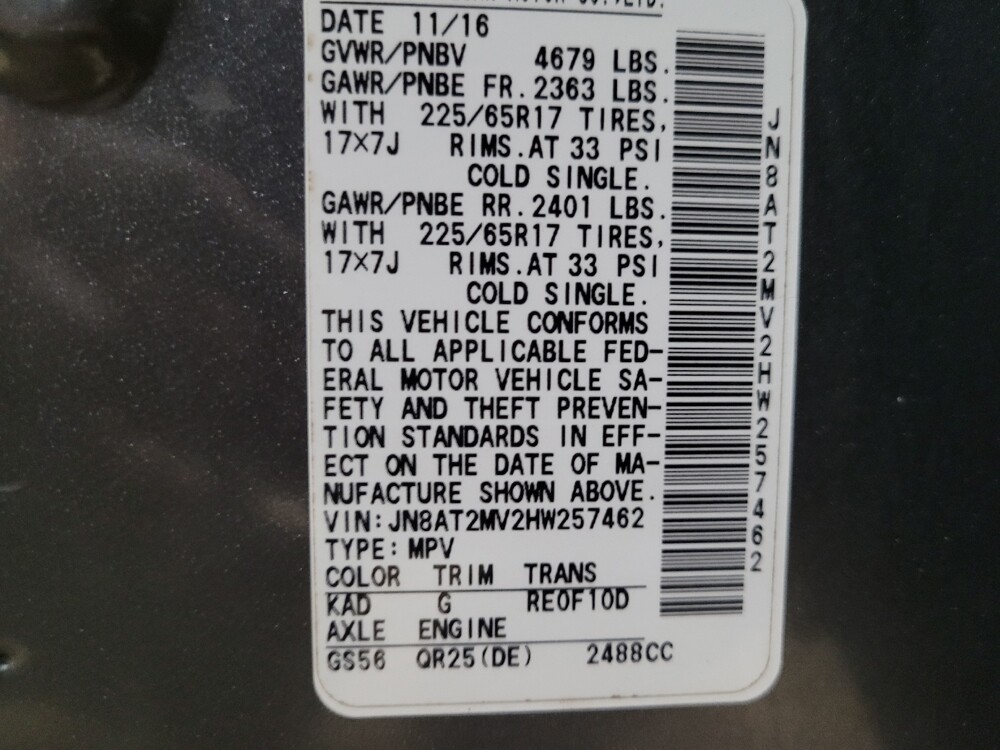 DATE 11/16
GVWR/PNBV 4679 LBS.
GAWR/PNBE FR.2363 LBS.
WITH 225/65R17 TIRES,
17×7J RIMS.AT 33 PSI
COLD SINGLE.
GAWR/PNBE RR.2401 LBS.
WITH 225/65R17 TIRES,
17×7J RIMS.AT 33 PSI
COLD SINGLE.
THIS VEHICLE CONFORMS
TO ALL APPLICABLE FED-
ERAL MOTOR VEHICLE SA-
FETY AND THEFT PREVEN-
TION STANDARDS IN EFF-
ECT ON THE DATE OF MA-
NUFACTURE SHOWN ABOVE.
VIN:JN8AT2MV2HW257462
TYPE:MPV
COLOR TRIM TRANS
KAD G RE0F10D
AXLE ENGINE
GS56 QR25(DE) 2488CC
JN8AT2MV2HW257462